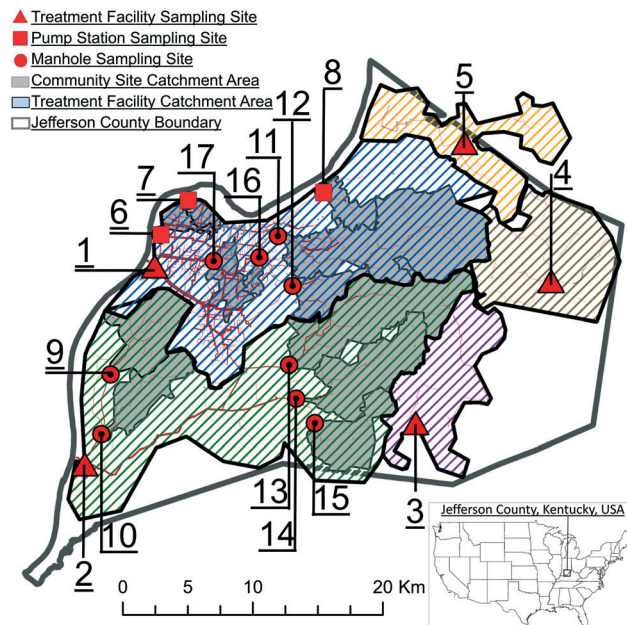 Treatment Facility Sampling Site
Pump Station Sampling Site
Manhole Sampling Site
Community Site Catchment Area
Treatment Facility Catchment Area
Jefferson County Boundary
8
5
12
11
4
17
16
7
6
1
9
10
2
13
14
15
3
Jefferson County, Kentucky, USA
0 5 10 20 Km